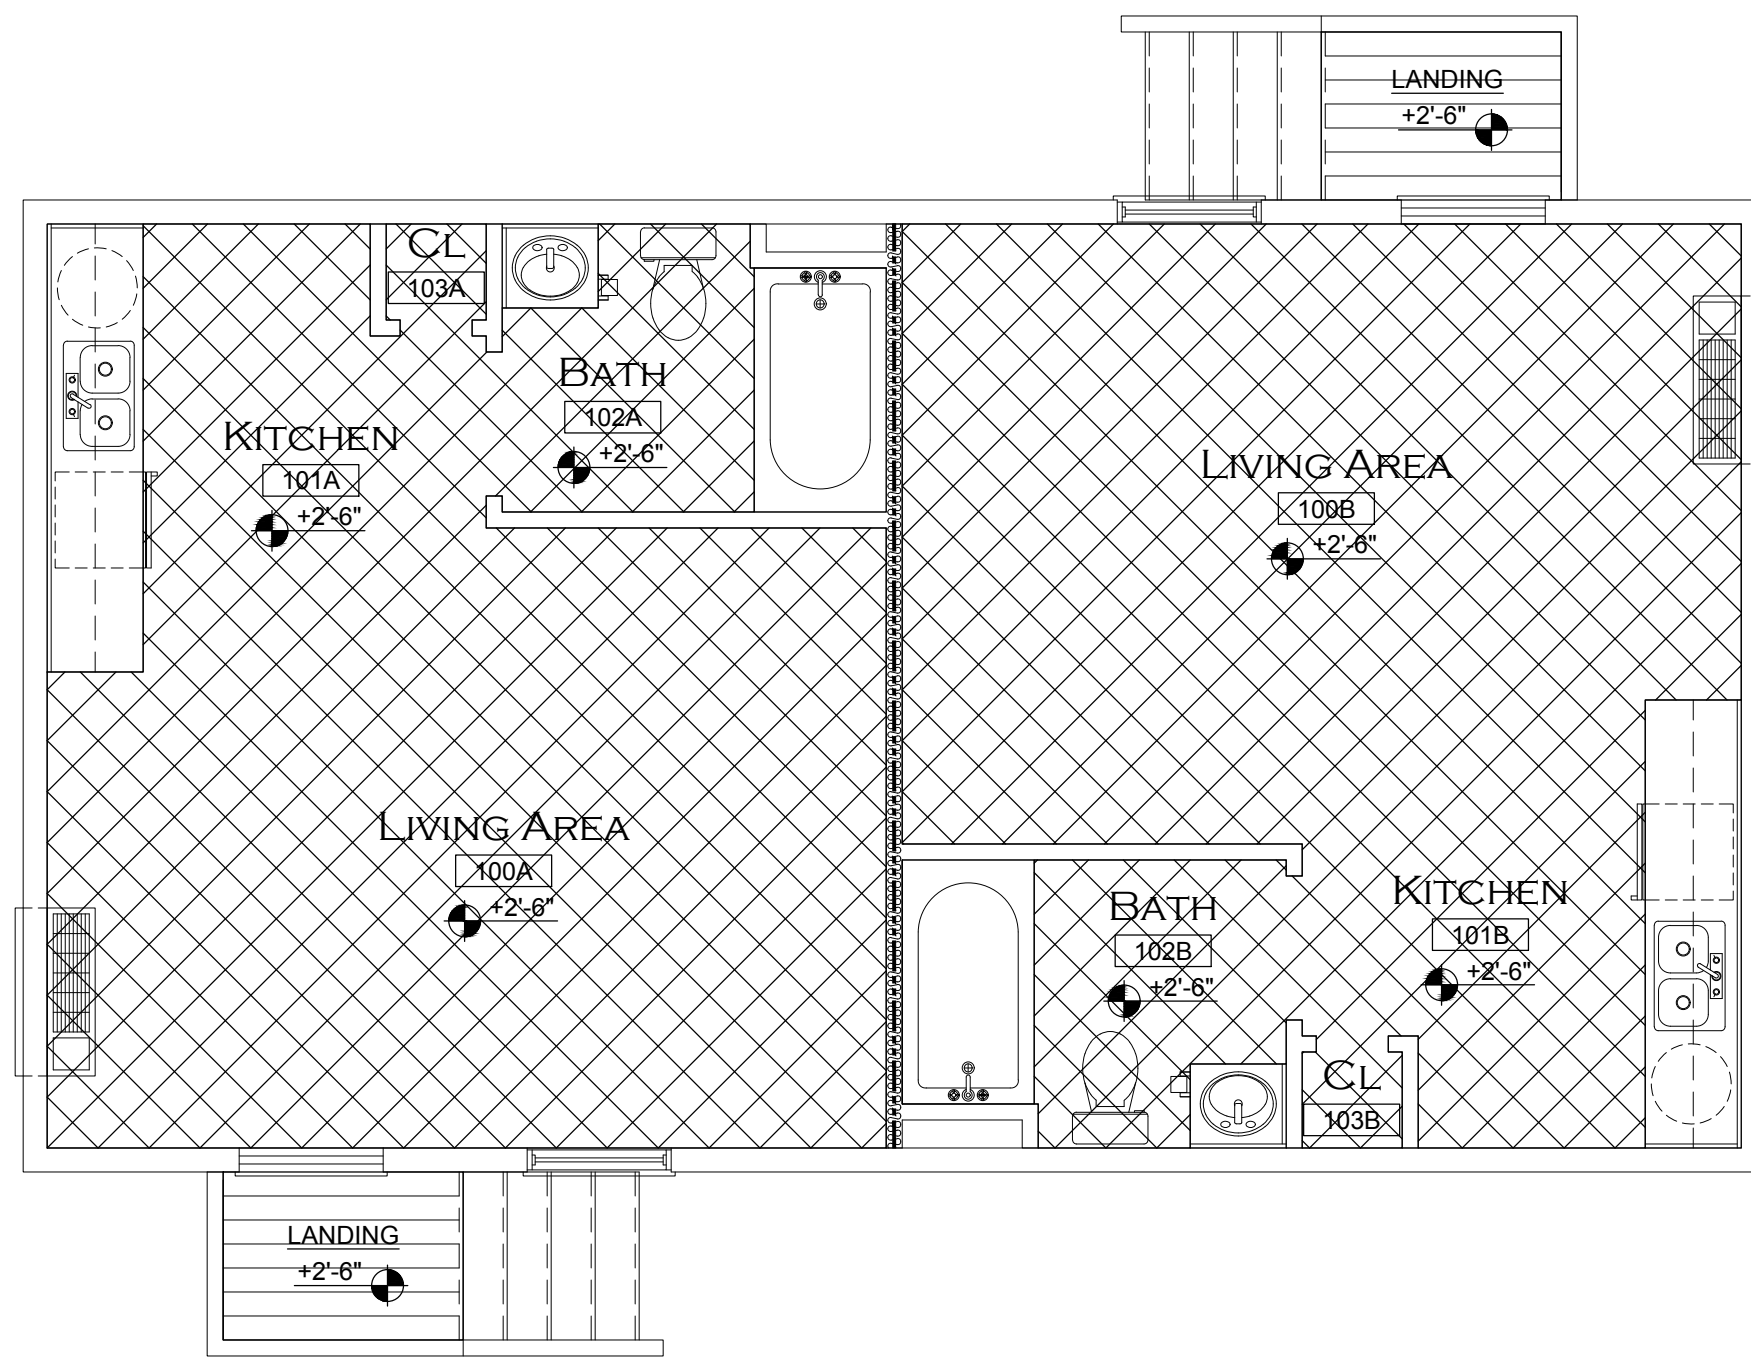 LANDING
+2'-6"
CL
103A
BATH
102A
+2'-6"
KITCHEN
101A
+2'-6"
LIVING AREA
100B
+2'-6"
LIVING AREA
100A
+2'-6"
BATH
102B
+2'-6"
KITCHEN
101B
+2'-6"
CL
103B
LANDING
+2'-6"